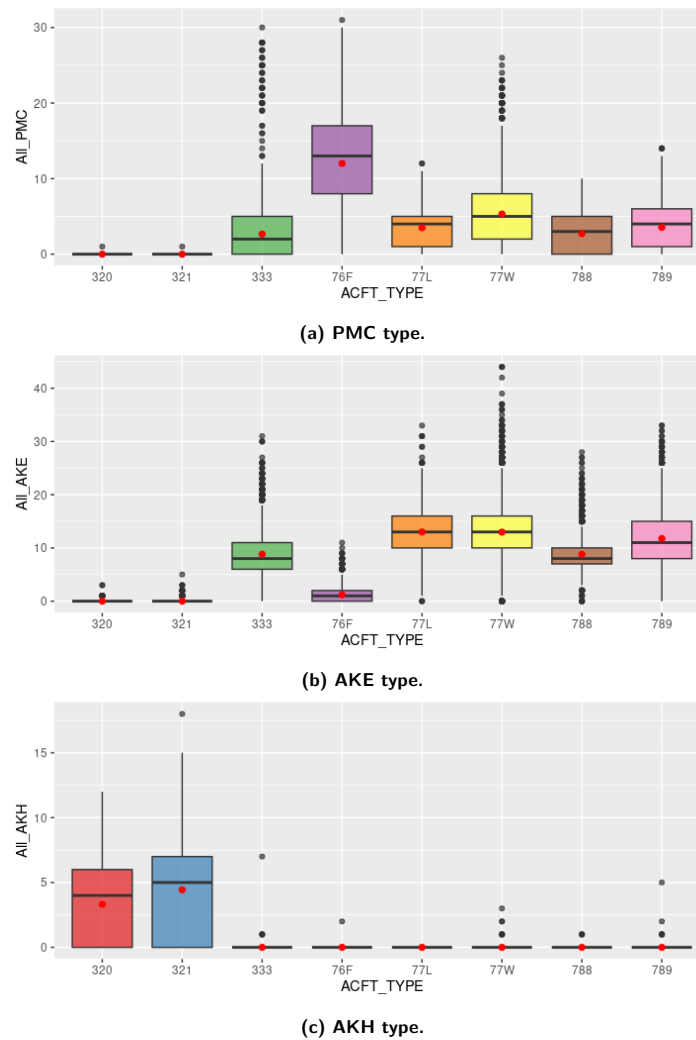 30
20
10
0
All_PMC
320 321 333 76F 77L 77W 788 789
ACFT_TYPE
(a) PMC type.
40
30
20
10
0
All_AKE
320 321 333 76F 77L 77W 788 789
ACFT_TYPE
(b) AKE type.
15
10
5
0
All_AKH
320 321 333 76F 77L 77W 788 789
ACFT_TYPE
(c) AKH type.